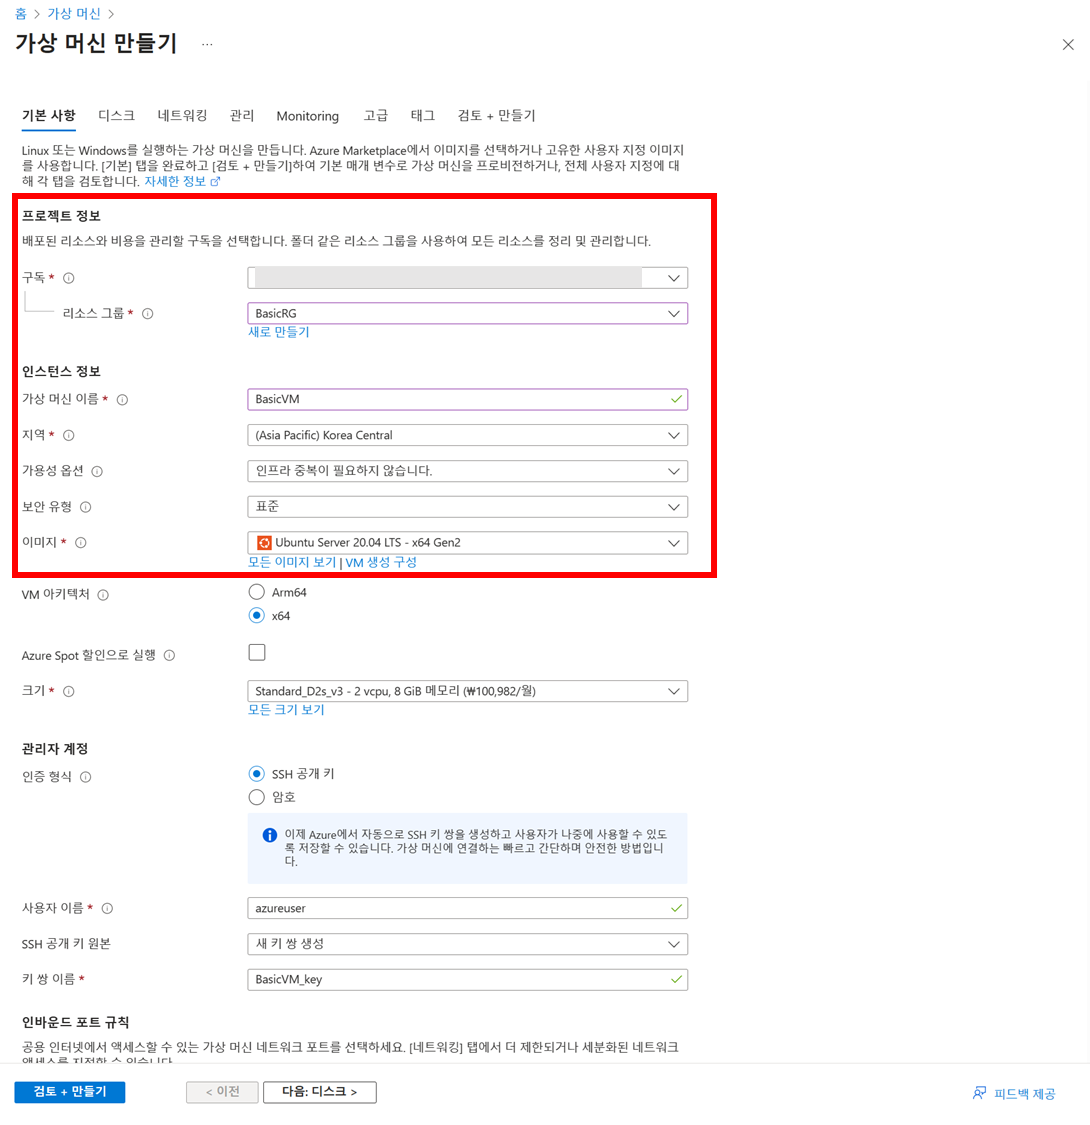 홈 > 가상 머신 >
가상 머신 만들기 ...
기본 사항 디스크 네트워킹 관리 Monitoring 고급 태그 검토 + 만들기
Linux 또는 Windows를 실행하는 가상 머신을 만듭니다. Azure Marketplace에서 이미지를 선택하거나 고유한 사용자 지정 이미지
를 사용합니다. [기본] 탭을 완료하고 [검토 + 만들기]하여 기본 매개 변수로 가상 머신을 프로비전하거나, 전체 사용자 지정에 대
해 각 탭을 검토합니다. 자세한 정보
프로젝트 정보
배포된 리소스와 비용을 관리할 구독을 선택합니다. 폴더 같은 리소스 그룹을 사용하여 모든 리소스를 정리 및 관리합니다.
구독 *
리소스 그룹 * BasicRG
새로 만들기
인스턴스 정보
가상 머신 이름 * BasicVM
지역 * (Asia Pacific) Korea Central
가용성 옵션 인프라 중복이 필요하지 않습니다.
보안 유형 표준
이미지 * Ubuntu Server 20.04 LTS - x64 Gen2
모든 이미지 보기 | VM 생성 구성
VM 아키텍처 Arm64
x64
Azure Spot 할인으로 실행
크기 * Standard_D2s_v3 - 2 vcpu, 8 GiB 메모리 (₩100,982/월)
모든 크기 보기
관리자 계정
인증 형식 SSH 공개 키
암호
이제 Azure에서 자동으로 SSH 키 쌍을 생성하고 사용자가 나중에 사용할 수 있도
록 저장할 수 있습니다. 가상 머신에 연결하는 빠르고 간단하며 안전한 방법입니
다.
사용자 이름 * azureuser
SSH 공개 키 원본 새 키 쌍 생성
키 쌍 이름 * BasicVM_key
인바운드 포트 규칙
공용 인터넷에서 액세스할 수 있는 가상 머신 네트워크 포트를 선택하세요. [네트워킹] 탭에서 더 제한되거나 세분화된 네트워크
액세스를 지정할 수 있습니다.
검토 + 만들기 < 이전 다음: 디스크 > 피드백 제공